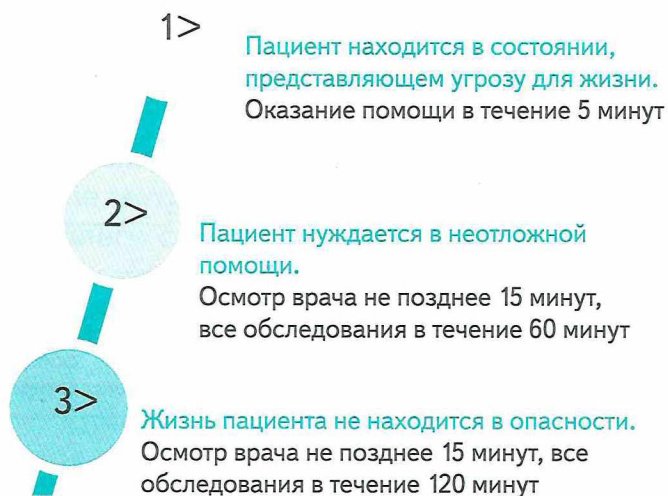 1>
Пациент находится в состоянии,
представляющем угрозу для жизни.
Оказание помощи в течение 5 минут
2>
Пациент нуждается в неотложной
помощи.
Осмотр врача не позднее 15 минут,
все обследования в течение 60 минут
3>
Жизнь пациента не находится в опасности.
Осмотр врача не позднее 15 минут, все
обследования в течение 120 минут